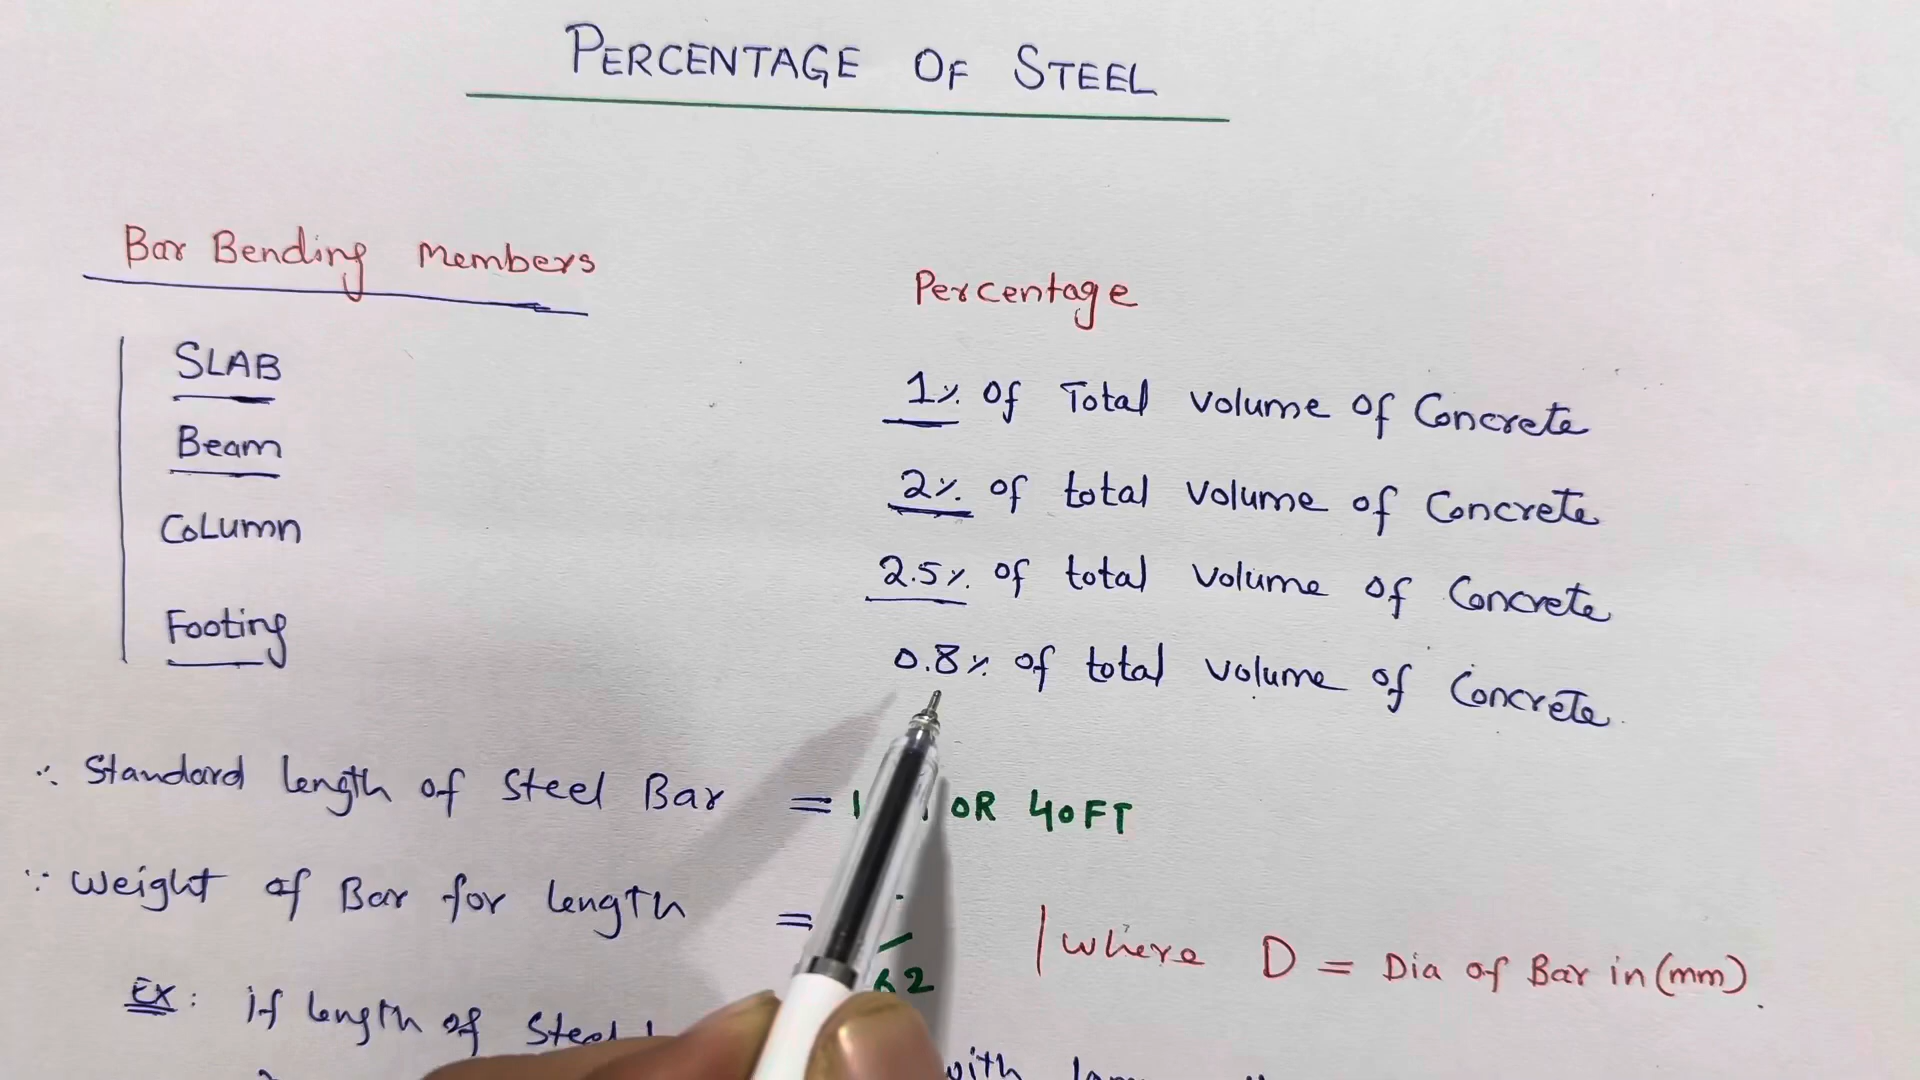 PERCENTAGE OF STEEL
Bar Bending Members
Percentage
SLAB
1% of Total Volume of Concrete
Beam
2% of total Volume of Concrete
Column
2.5% of total Volume of Concrete
Footing
0.8% of total Volume of Concrete
∴ Standard length of Steel Bar = OR 40FT
∵ Weight of Bar for length = 62 | where D = Dia of Bar in (mm).
Ex: if length of Steel
with